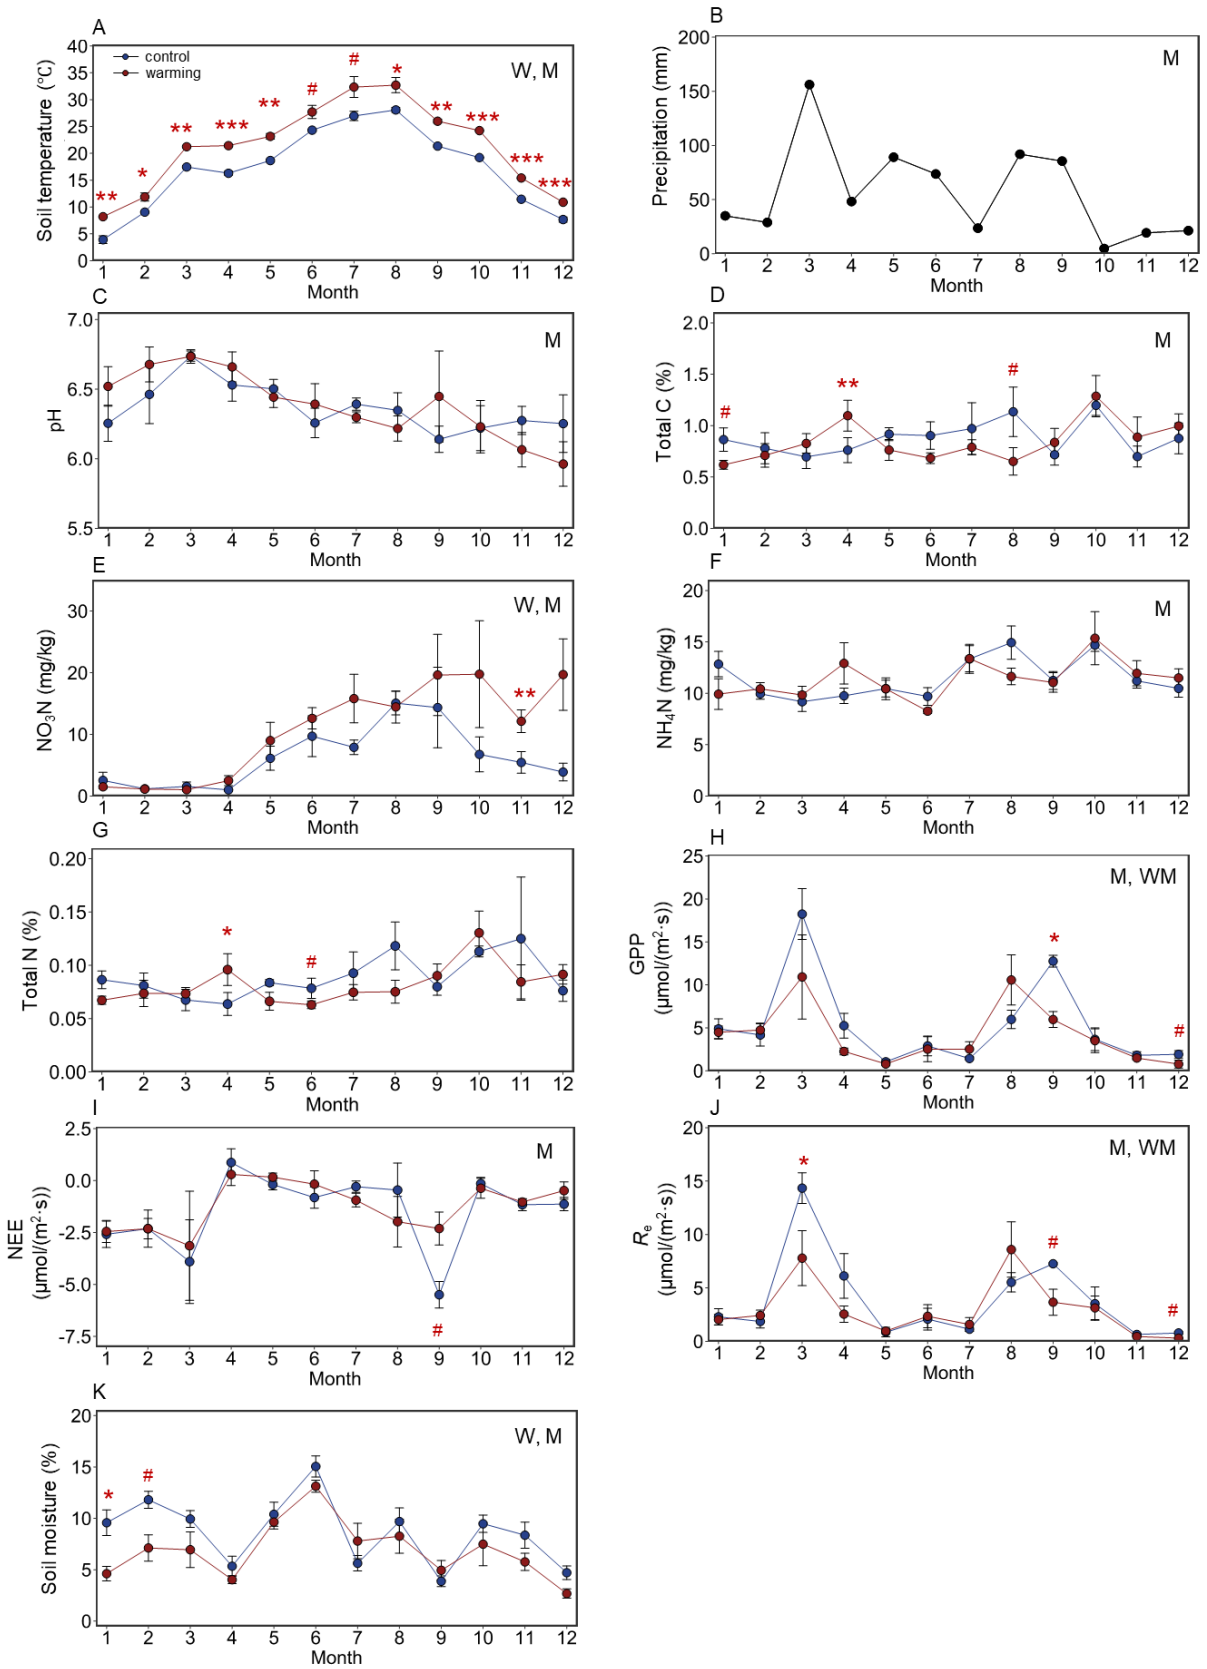 A
40
35
30
25
20
15
10
5
0
Soil temperature (°C)
control
warming
W, M
**
*
**
***
**
#
#
*
**
***
***
***
1 2 3 4 5 6 7 8 9 10 11 12
Month
B
200
150
100
50
0
Precipitation (mm)
M
1 2 3 4 5 6 7 8 9 10 11 12
Month
C
7.0
6.5
6.0
5.5
pH
M
1 2 3 4 5 6 7 8 9 10 11 12
Month
D
2.0
1.5
1.0
0.5
0.0
Total C (%)
M
#
**
#
1 2 3 4 5 6 7 8 9 10 11 12
Month
E
30
20
10
0
NO₃N (mg/kg)
W, M
**
1 2 3 4 5 6 7 8 9 10 11 12
Month
F
20
15
10
5
0
NH₄N (mg/kg)
M
1 2 3 4 5 6 7 8 9 10 11 12
Month
G
0.20
0.15
0.10
0.05
0.00
Total N (%)
*
#
1 2 3 4 5 6 7 8 9 10 11 12
Month
H
25
20
15
10
5
0
GPP
(μmol/(m²·s))
M, WM
*
#
1 2 3 4 5 6 7 8 9 10 11 12
Month
I
2.5
0.0
-2.5
-5.0
-7.5
NEE
(μmol/(m²·s))
M
#
1 2 3 4 5 6 7 8 9 10 11 12
Month
J
20
15
10
5
0
Rₑ
(μmol/(m²·s))
M, WM
*
#
#
1 2 3 4 5 6 7 8 9 10 11 12
Month
K
20
15
10
5
0
Soil moisture (%)
W, M
*
#
1 2 3 4 5 6 7 8 9 10 11 12
Month